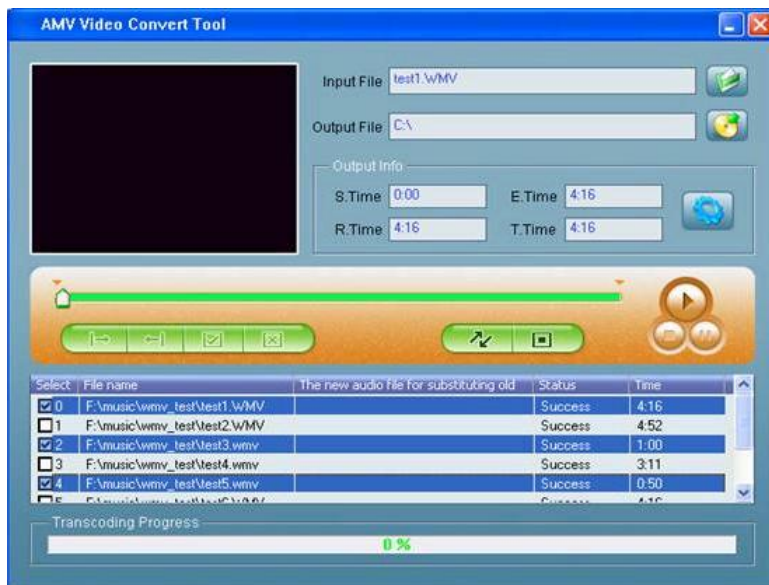 AMV Video Convert Tool
Input File test1.WMV
Output File C:\
Output Info
S.Time 0:00 E.Time 4:16
R.Time 4:16 T.Time 4:16
Select File name The new audio file for substituting old Status Time
0 F:\music\wmv_test\test1.WMV Success 4:16
1 F:\music\wmv_test\test2.WMV Success 4:52
2 F:\music\wmv_test\test3.wmv Success 1:00
3 F:\music\wmv_test\test4.wmv Success 3:11
4 F:\music\wmv_test\test5.wmv Success 0:50
Transcoding Progress
0 %